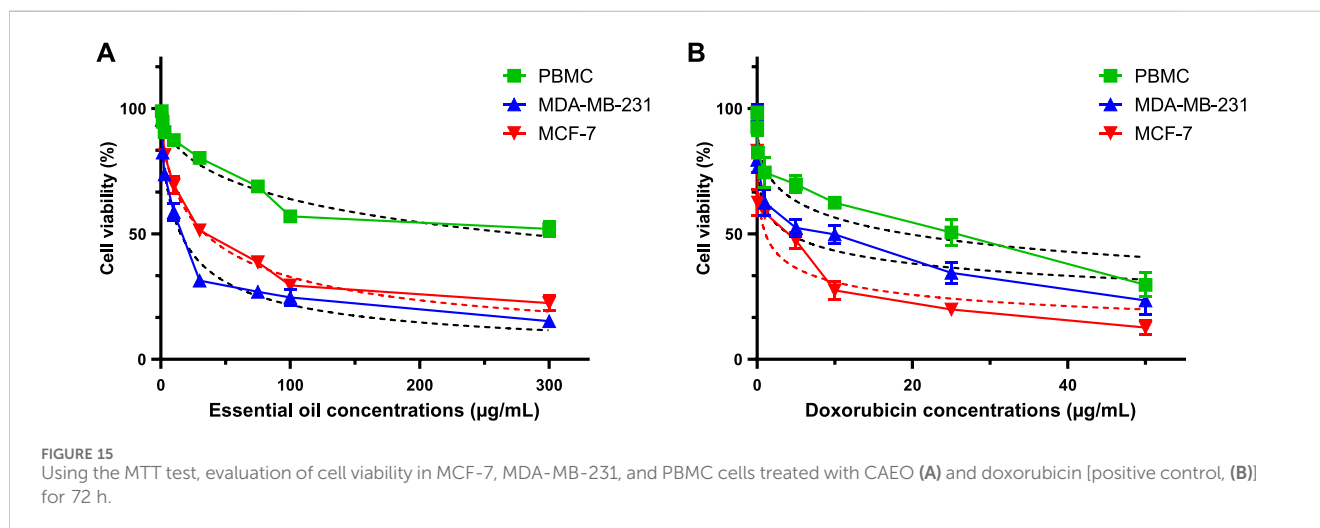 A
PBMC
MDA-MB-231
MCF-7
Cell viability (%)
100
50
0
0
100
200
300
Essential oil concentrations (µg/mL)
B
PBMC
MDA-MB-231
MCF-7
Cell viability (%)
100
50
0
0
20
40
Doxorubicin concentrations (µg/mL)
FIGURE 15
Using the MTT test, evaluation of cell viability in MCF-7, MDA-MB-231, and PBMC cells treated with CAEO (A) and doxorubicin [positive control, (B)]
for 72 h.